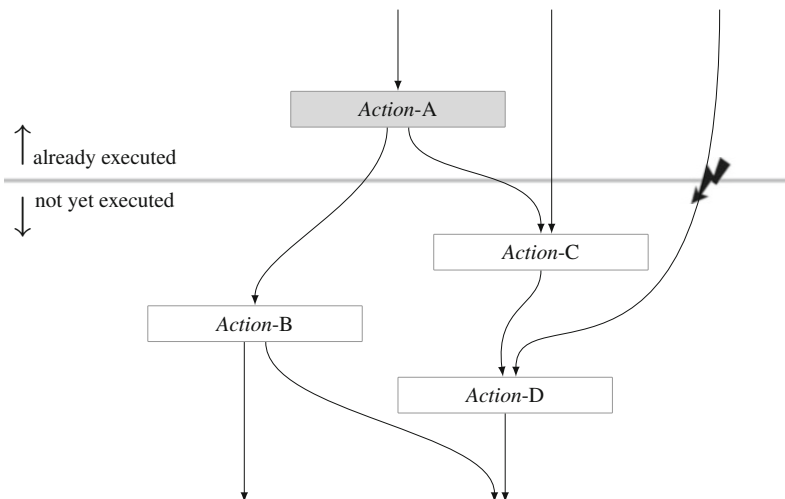 Action-A
already executed
not yet executed
Action-C
Action-B
Action-D